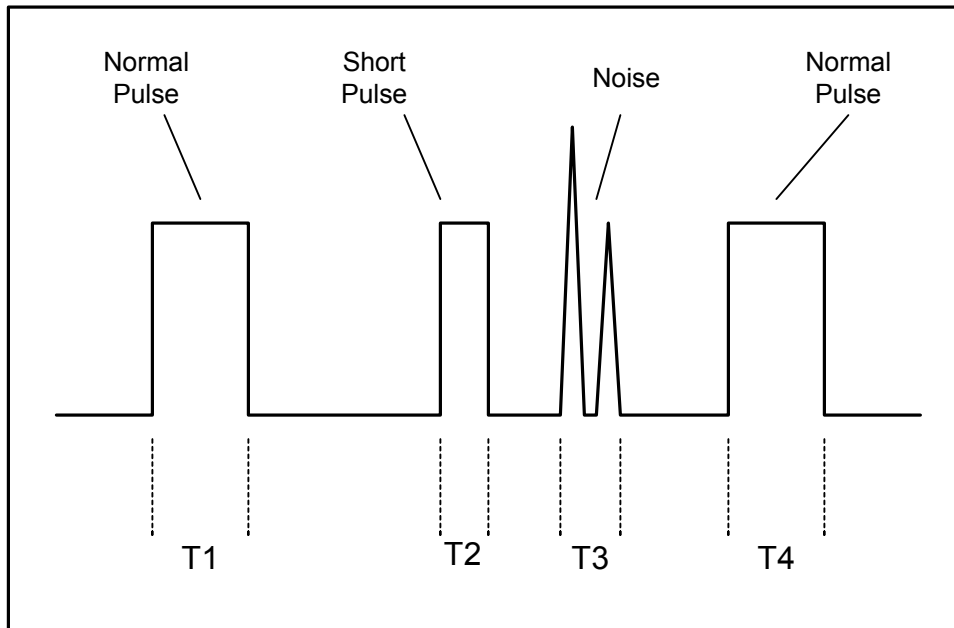 Normal
Pulse
Short
Pulse
Noise
Normal
Pulse
T1
T2
T3
T4